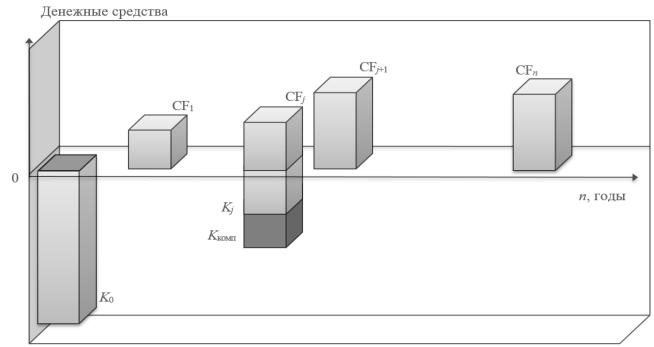 Денежные средства
CF₁
CFⱼ
CFⱼ₊₁
CFₙ
0
n, годы
Kⱼ
Kкомп
K₀